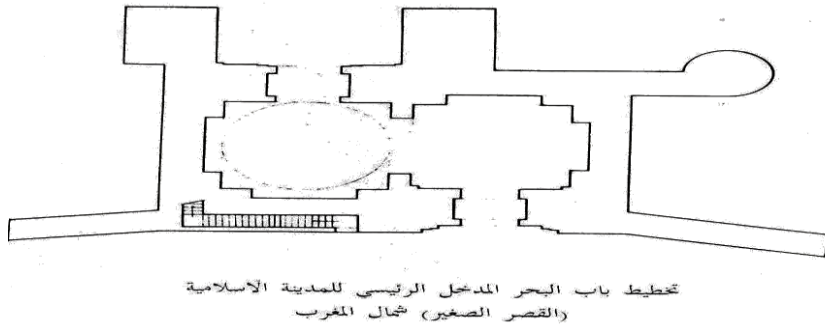 تخطيط باب البحر المدخل الرئيسي للمدينة الاسلامية
(القصر الصغير) شمال المغرب